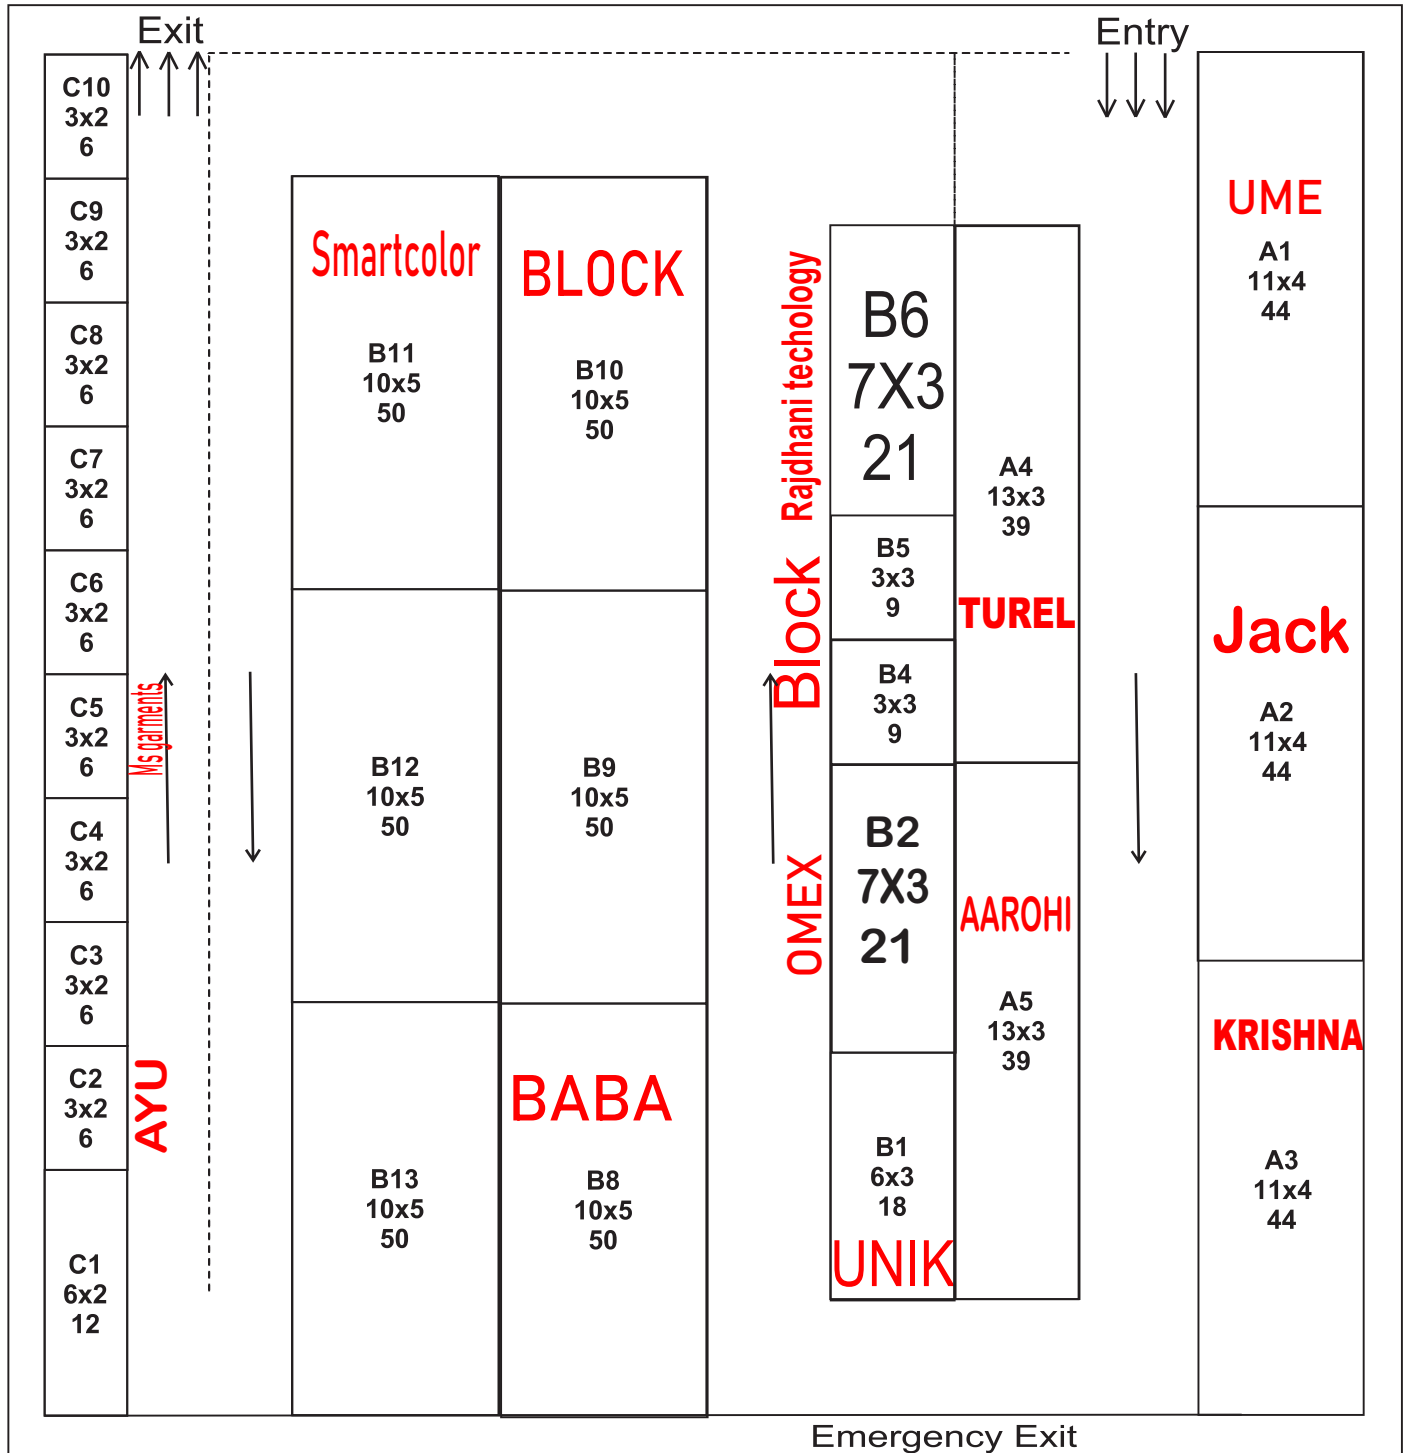 Exit
Entry
C10
3x2
6
C9
3x2
6
C8
3x2
6
C7
3x2
6
C6
3x2
6
C5
3x2
6
Ms garments
C4
3x2
6
C3
3x2
6
C2
3x2
6
AYU
C1
6x2
12
Smartcolor
B11
10x5
50
B12
10x5
50
B13
10x5
50
BLOCK
B10
10x5
50
B9
10x5
50
BABA
B8
10x5
50
Rajdhani techology
Block
OMEX
B6
7X3
21
B5
3x3
9
B4
3x3
9
B2
7X3
21
B1
6x3
18
UNIK
A4
13x3
39
TUREL
AAROHI
A5
13x3
39
UME
A1
11x4
44
Jack
A2
11x4
44
KRISHNA
A3
11x4
44
Emergency Exit